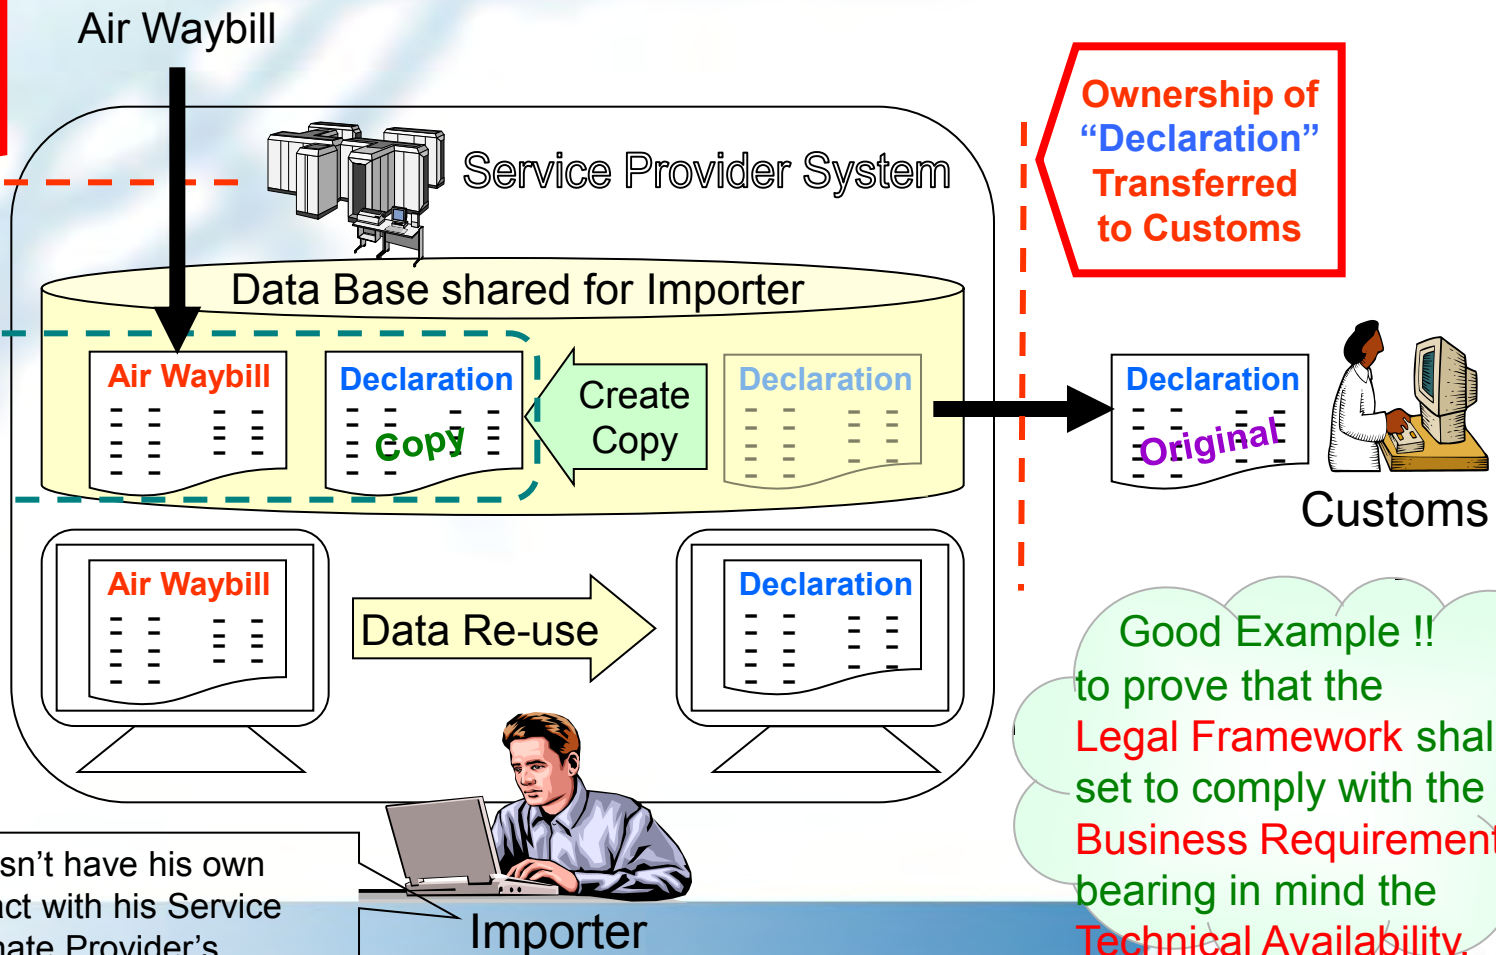 Air Waybill
Ownership of
“Declaration”
Transferred
to Customs
Service Provider System
Data Base shared for Importer
Air Waybill
Declaration
Copy
Create
Copy
Declaration
Declaration
Original
Customs
Air Waybill
Data Re-use
Declaration
Good Example !!
to prove that the
Legal Framework shal
set to comply with the
Business Requirement
bearing in mind the
Technical Availability.
sn’t have his own
act with his Service
nate Provider’s
Importer